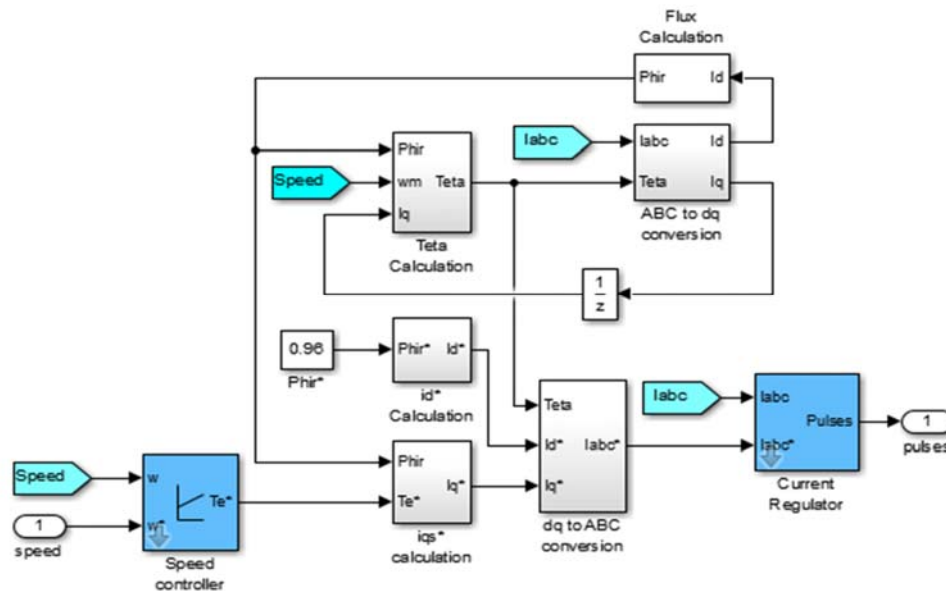 Flux
Calculation
Phir Id
Iabc
Iabc Id
Teta Iq
ABC to dq
conversion
Phir
Speed
wm Teta
Iq
Teta
Calculation
1
z
0.96
Phir*
Phir* Id*
id*
Calculation
Teta
Id* Iabc*
Iq*
dq to ABC
conversion
Iabc
Iabc
Pulses
Iabc*
Current
Regulator
1
pulses
Phir
Iq*
Te*
iqs*
calculation
Speed
w
Te*
w*
1
speed
Speed
controller